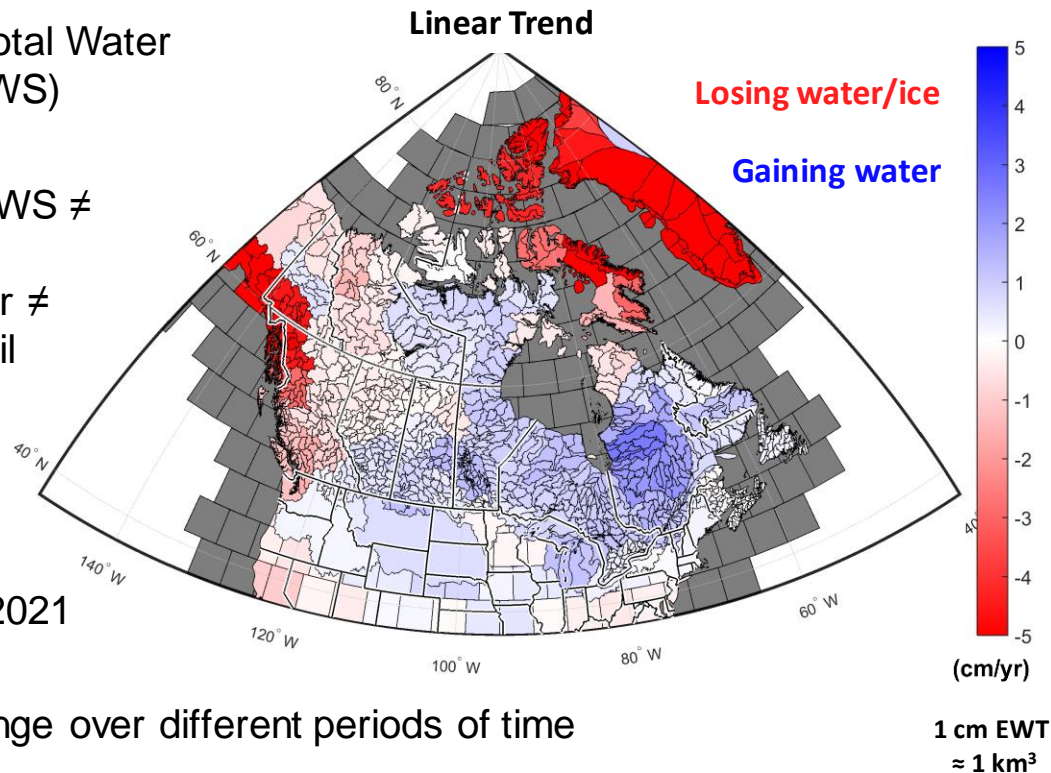 Linear Trend
otal Water
WS)
WS ≠
r ≠
il
2021
nge over different periods of time
Losing water/ice
Gaining water
80° N
60° N
40° N
140° W
120° W
100° W
80° W
60° W
40°
5
4
3
2
1
0
-1
-2
-3
-4
-5
(cm/yr)
1 cm EWT
≈ 1 km³